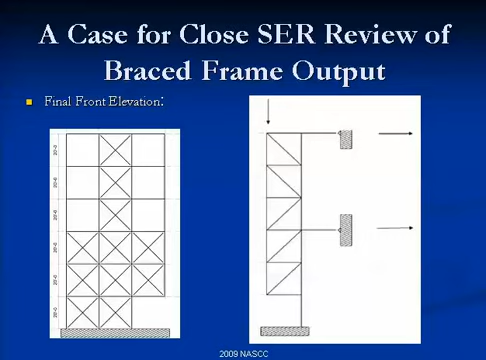 A Case for Close SER Review of
Braced Frame Output
Final Front Elevation:
2009 NASCC